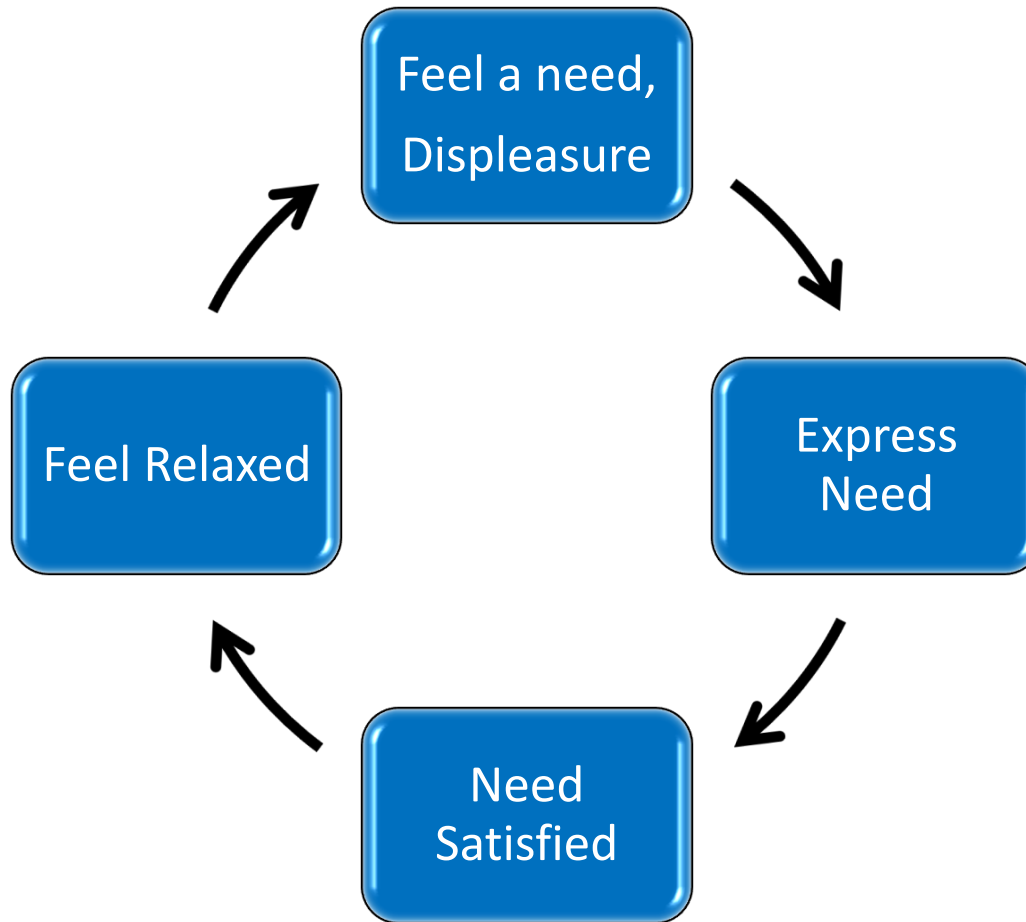 Feel a need,
Displeasure
Express
Need
Need
Satisfied
Feel Relaxed